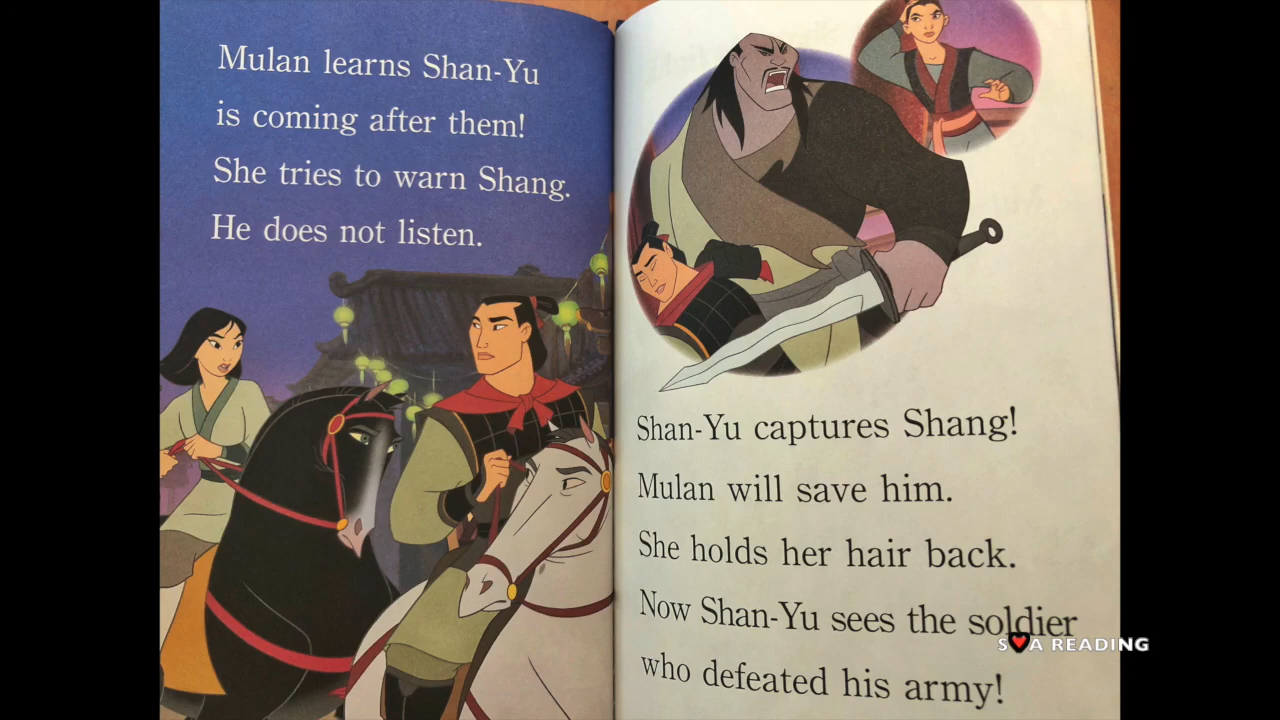 Mulan learns Shan-Yu
is coming after them!
She tries to warn Shang.
He does not listen.
Shan-Yu captures Shang!
Mulan will save him.
She holds her hair back.
Now Shan-Yu sees the soldier
who defeated his army!
S❤A READING